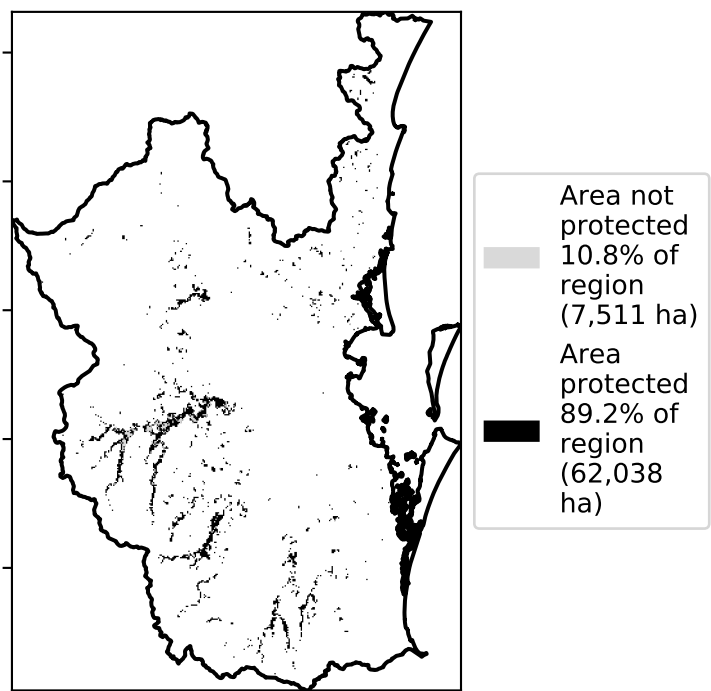 Area not
protected
10.8% of
region
(7,511 ha)
Area
protected
89.2% of
region
(62,038
ha)